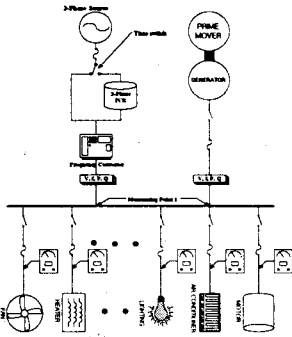 3-Phase Source
Time switch
PRIME
MOVER
GENERATOR
3-Phase
Frequency Converter
V, I, P, Q
V, I, P, Q
Measuring Point 1
FAN
HEATER
LIGHTING
AIR CONDITIONER
MOTOR